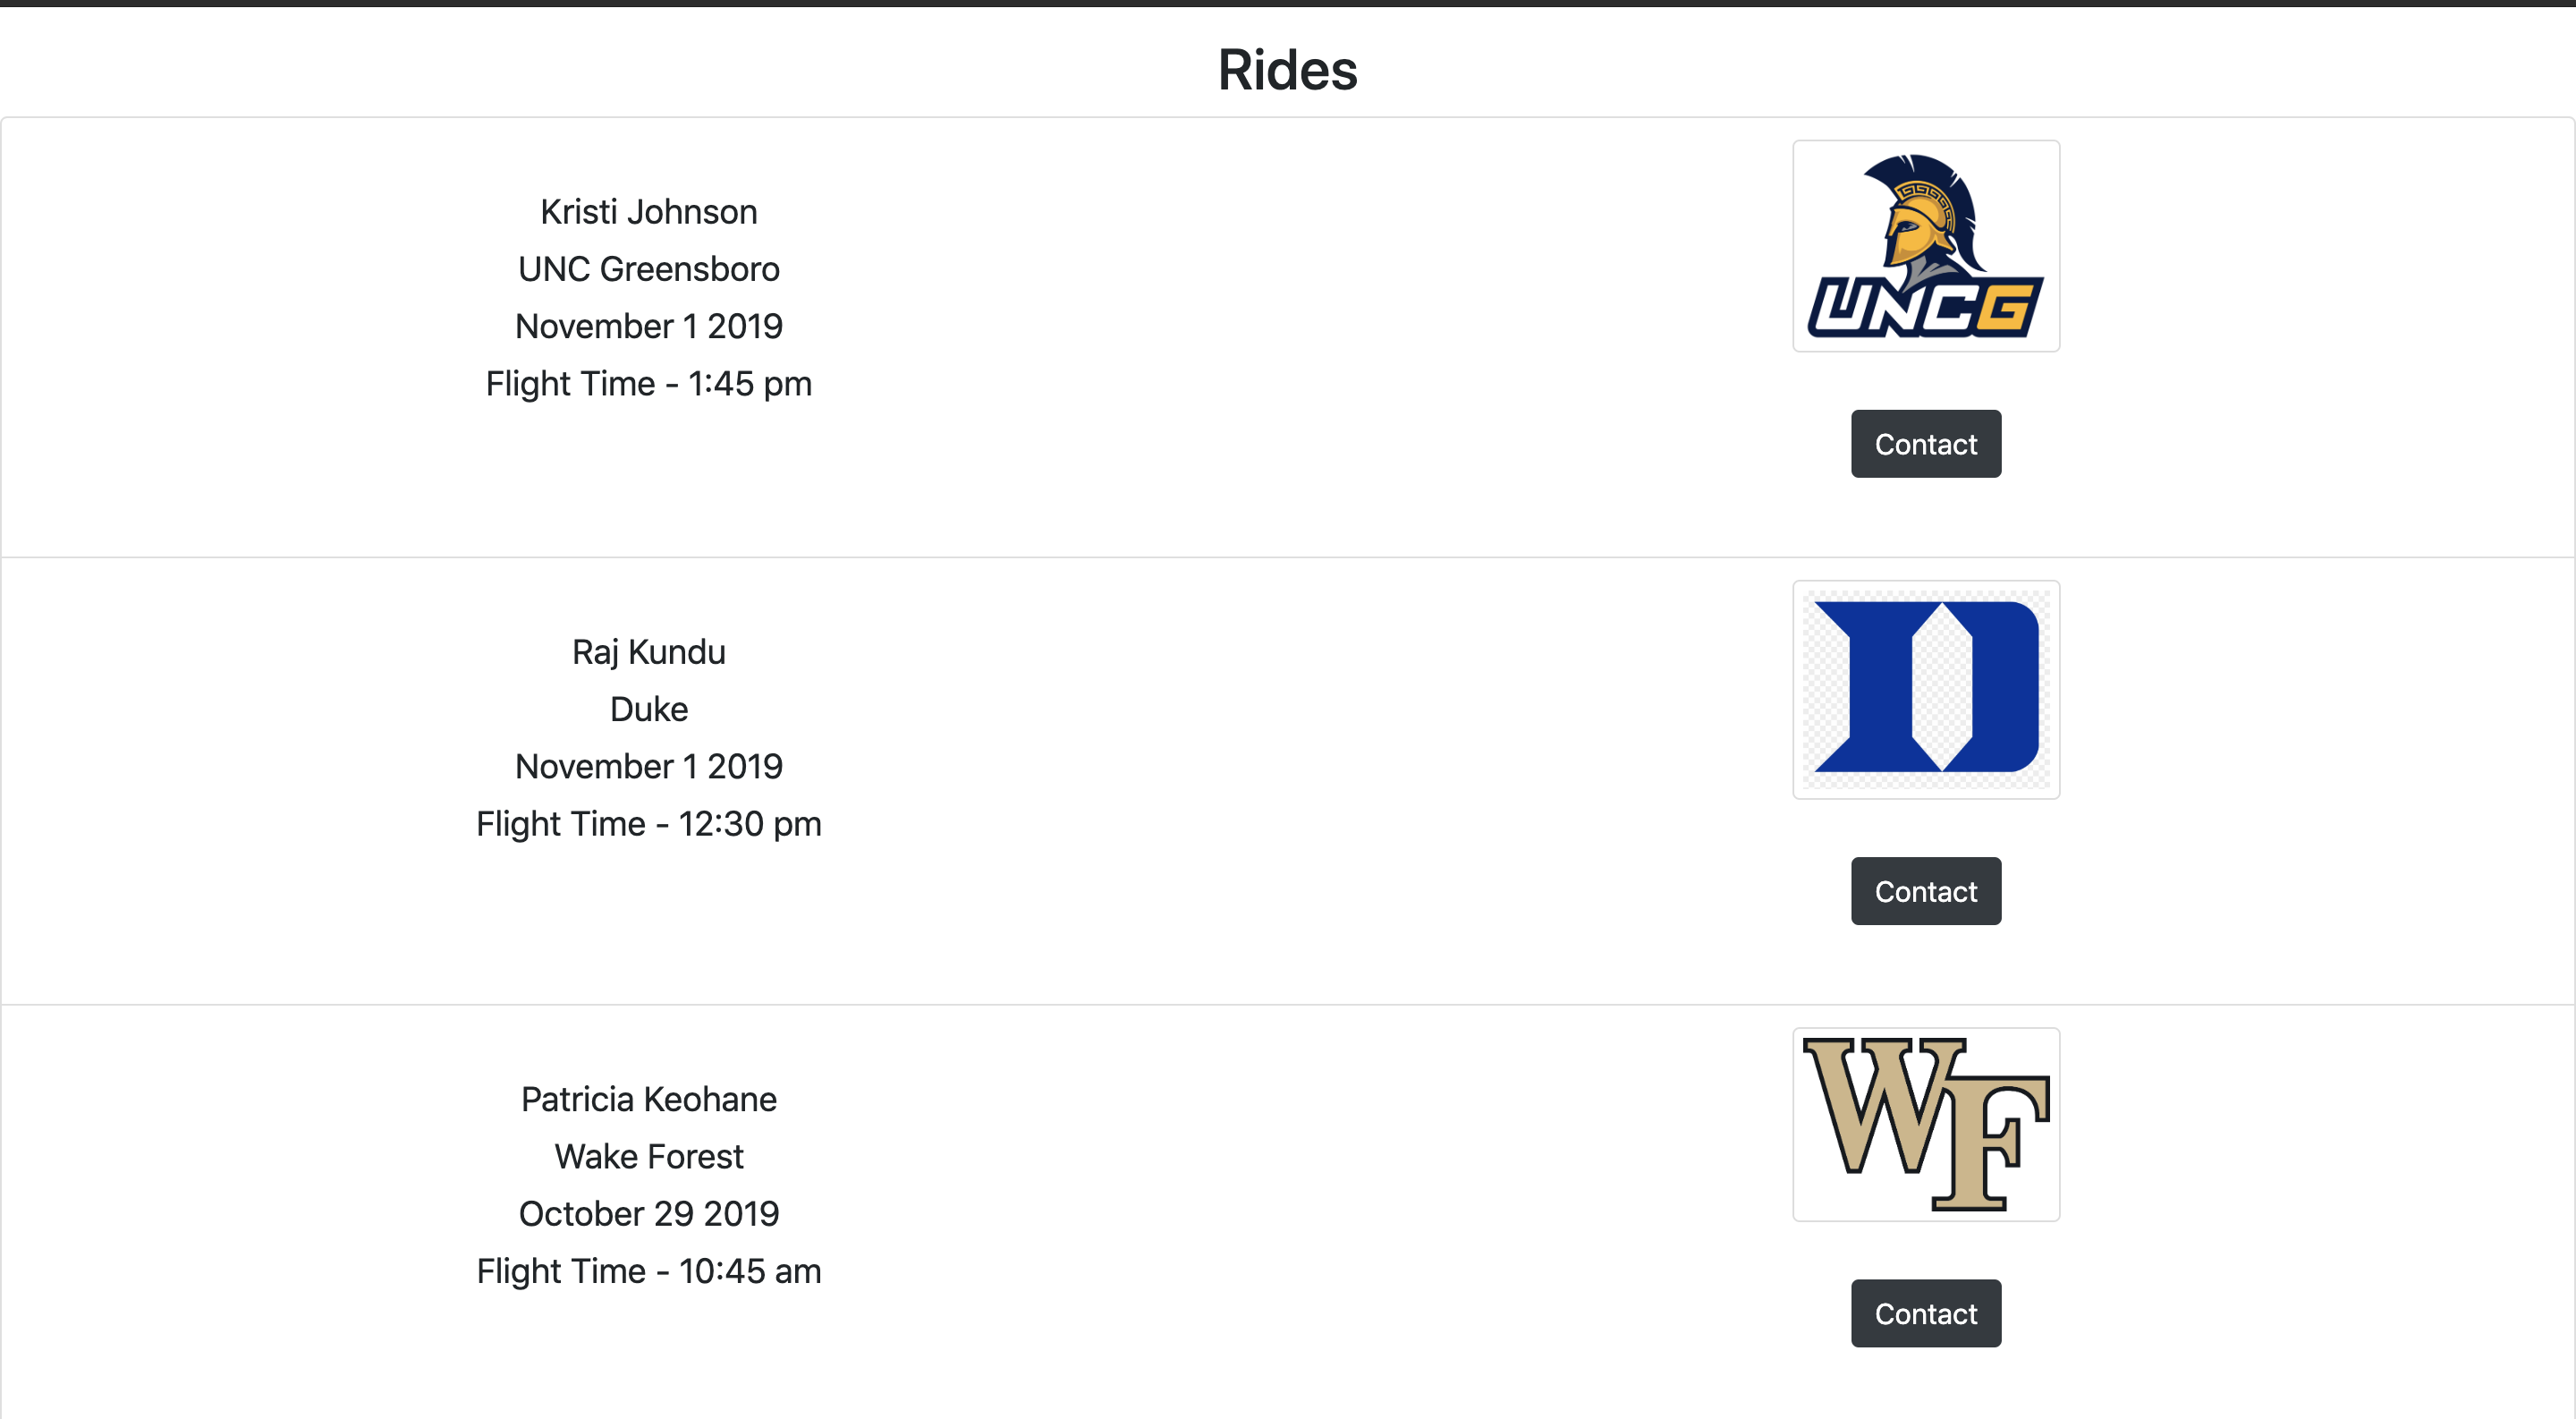 Rides
Kristi Johnson
UNC Greensboro
November 1 2019
Flight Time - 1:45 pm
UNCG
Contact
Raj Kundu
Duke
November 1 2019
Flight Time - 12:30 pm
D
Contact
Patricia Keohane
Wake Forest
October 29 2019
Flight Time - 10:45 am
WF
Contact